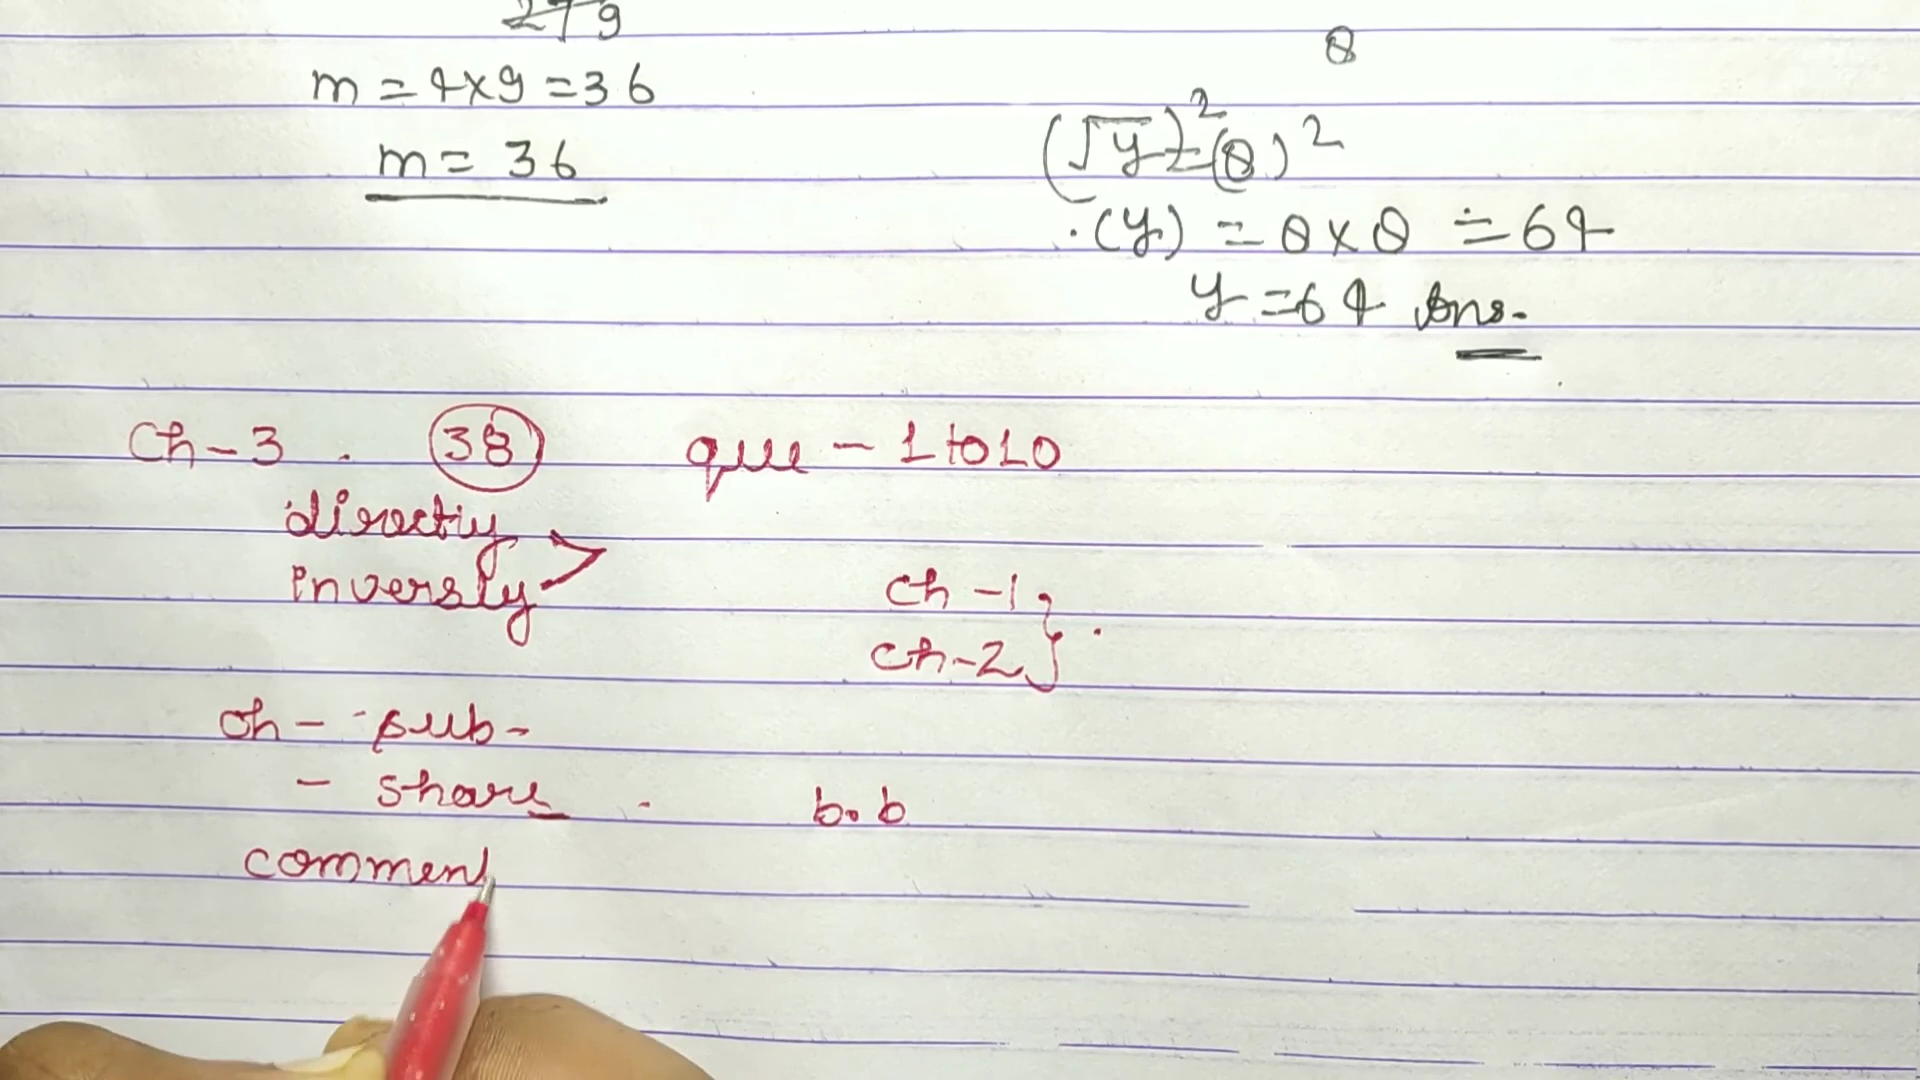 m = 4×9 = 36
m = 36
8
(√y)² = (8)²
(y) = 8 × 8 = 64
y = 64 Ans.
Ch - 3 . 38 que - 1 to 10
directly
inversly >
ch - 1
ch - 2 } .
Ch - sub -
- share .
b. b
comment